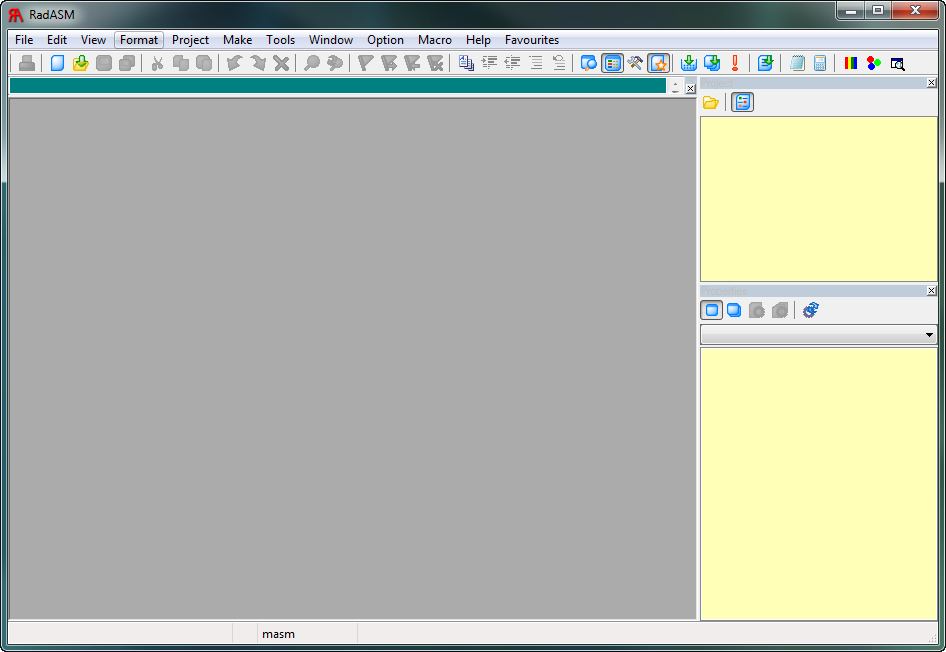 RadASM
File Edit View Format Project Make Tools Window Option Macro Help Favourites
Properties
masm